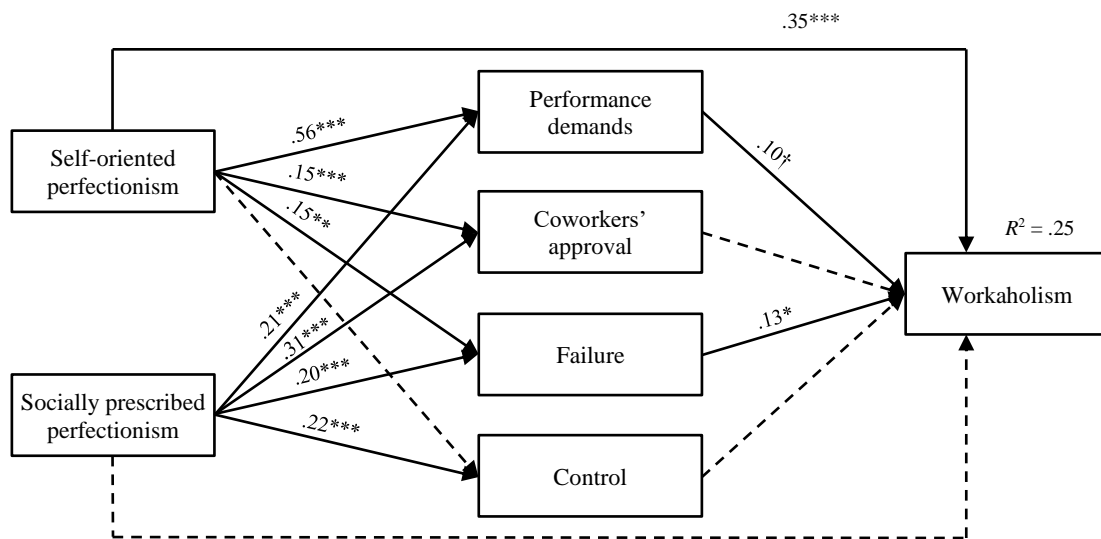 .35***
Performance
demands
Self-oriented
perfectionism
.56***
.10†
.15***
.15**
Coworkers’
approval
R² = .25
Workaholism
.21***
.31***
.13*
Failure
.20***
Socially prescribed
perfectionism
.22***
Control